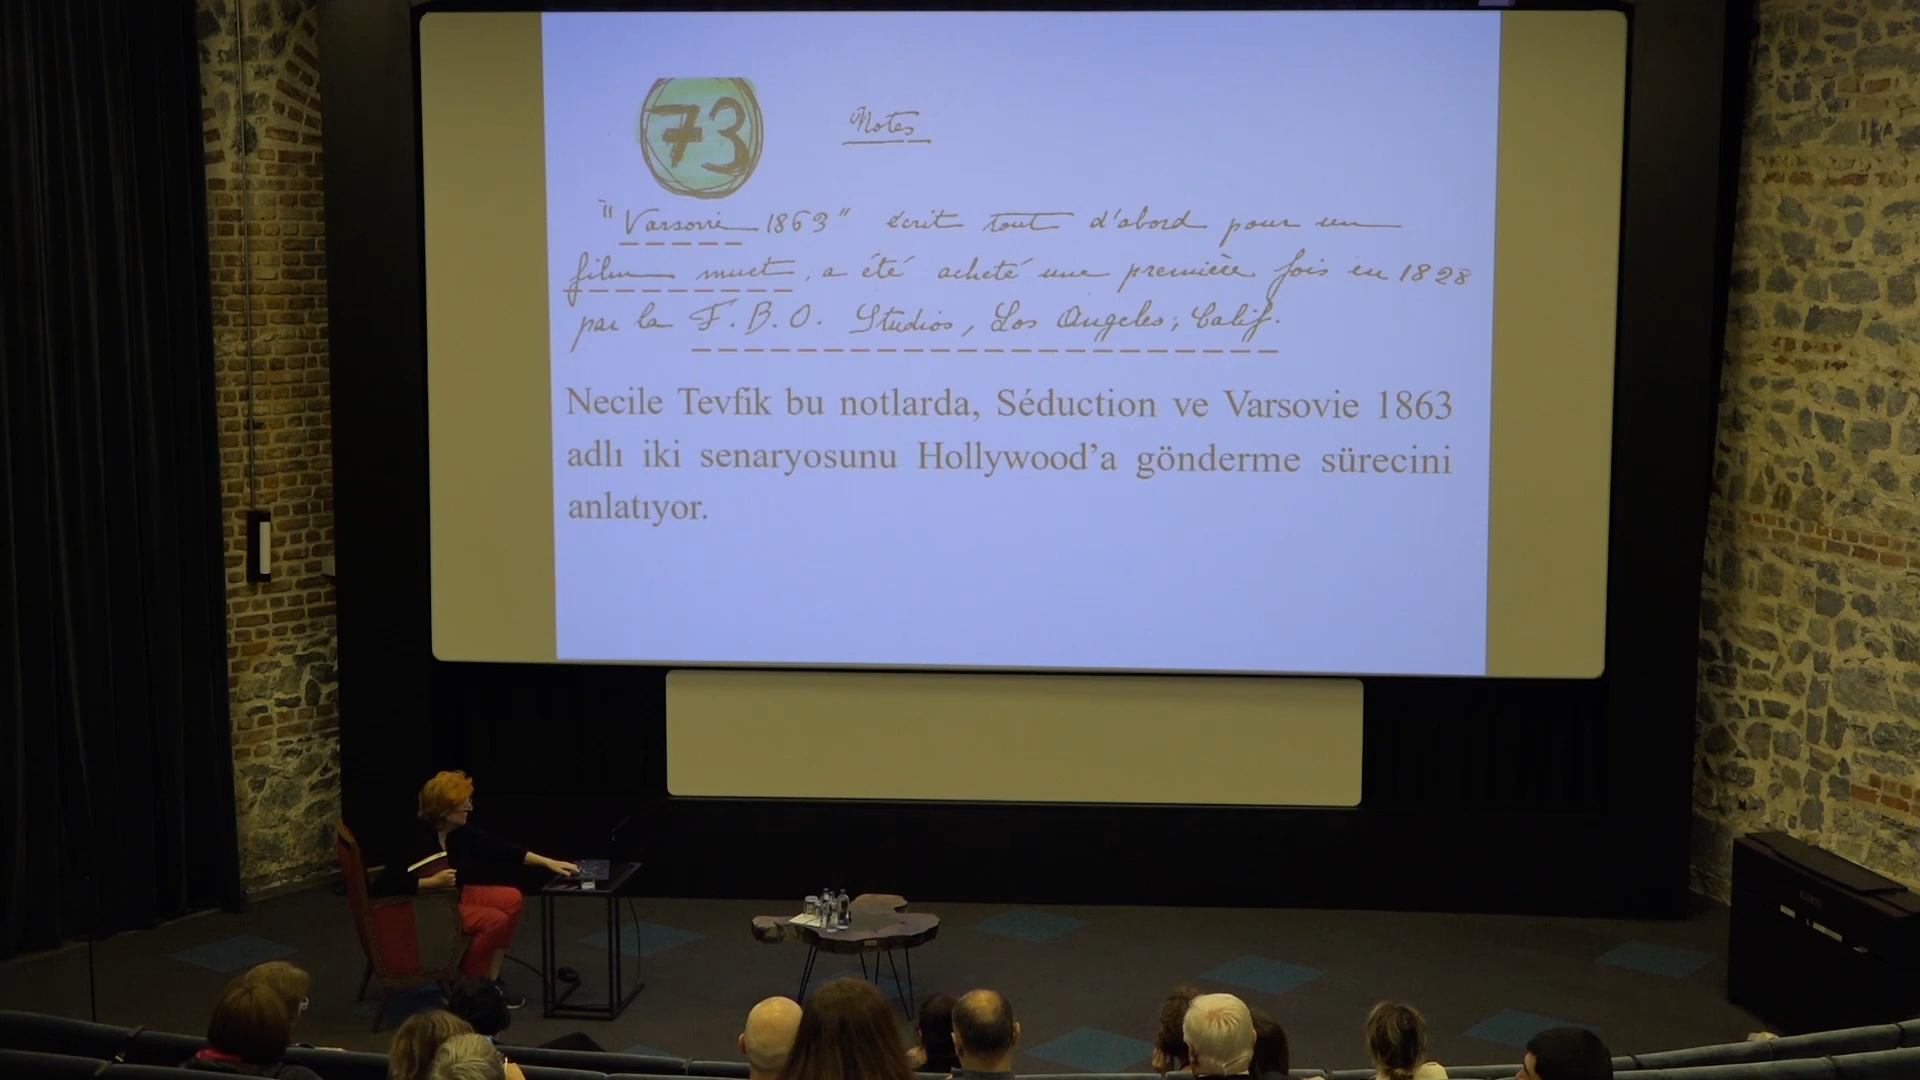 73
Notes
"Varsovie 1863" écrit tout d'abord pour un
film muet, a été acheté une première fois en 1828
par la F.B.O. Studios, Los Angeles, Calif.
Necile Tevfik bu notlarda, Séduction ve Varsovie 1863
adlı iki senaryosunu Hollywood’a gönderme sürecini
anlatıyor.